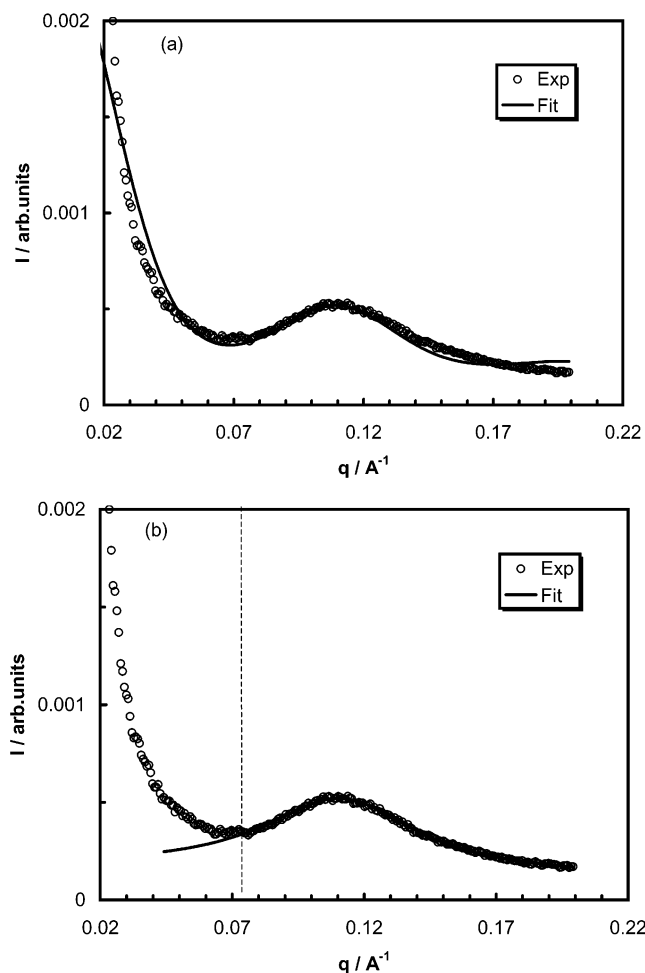 (a)
Exp
Fit
0.002
0.001
0
I / arb.units
0.02 0.07 0.12 0.17 0.22
q / A⁻¹
(b)
Exp
Fit
0.002
0.001
0
I / arb.units
0.02 0.07 0.12 0.17 0.22
q / A⁻¹